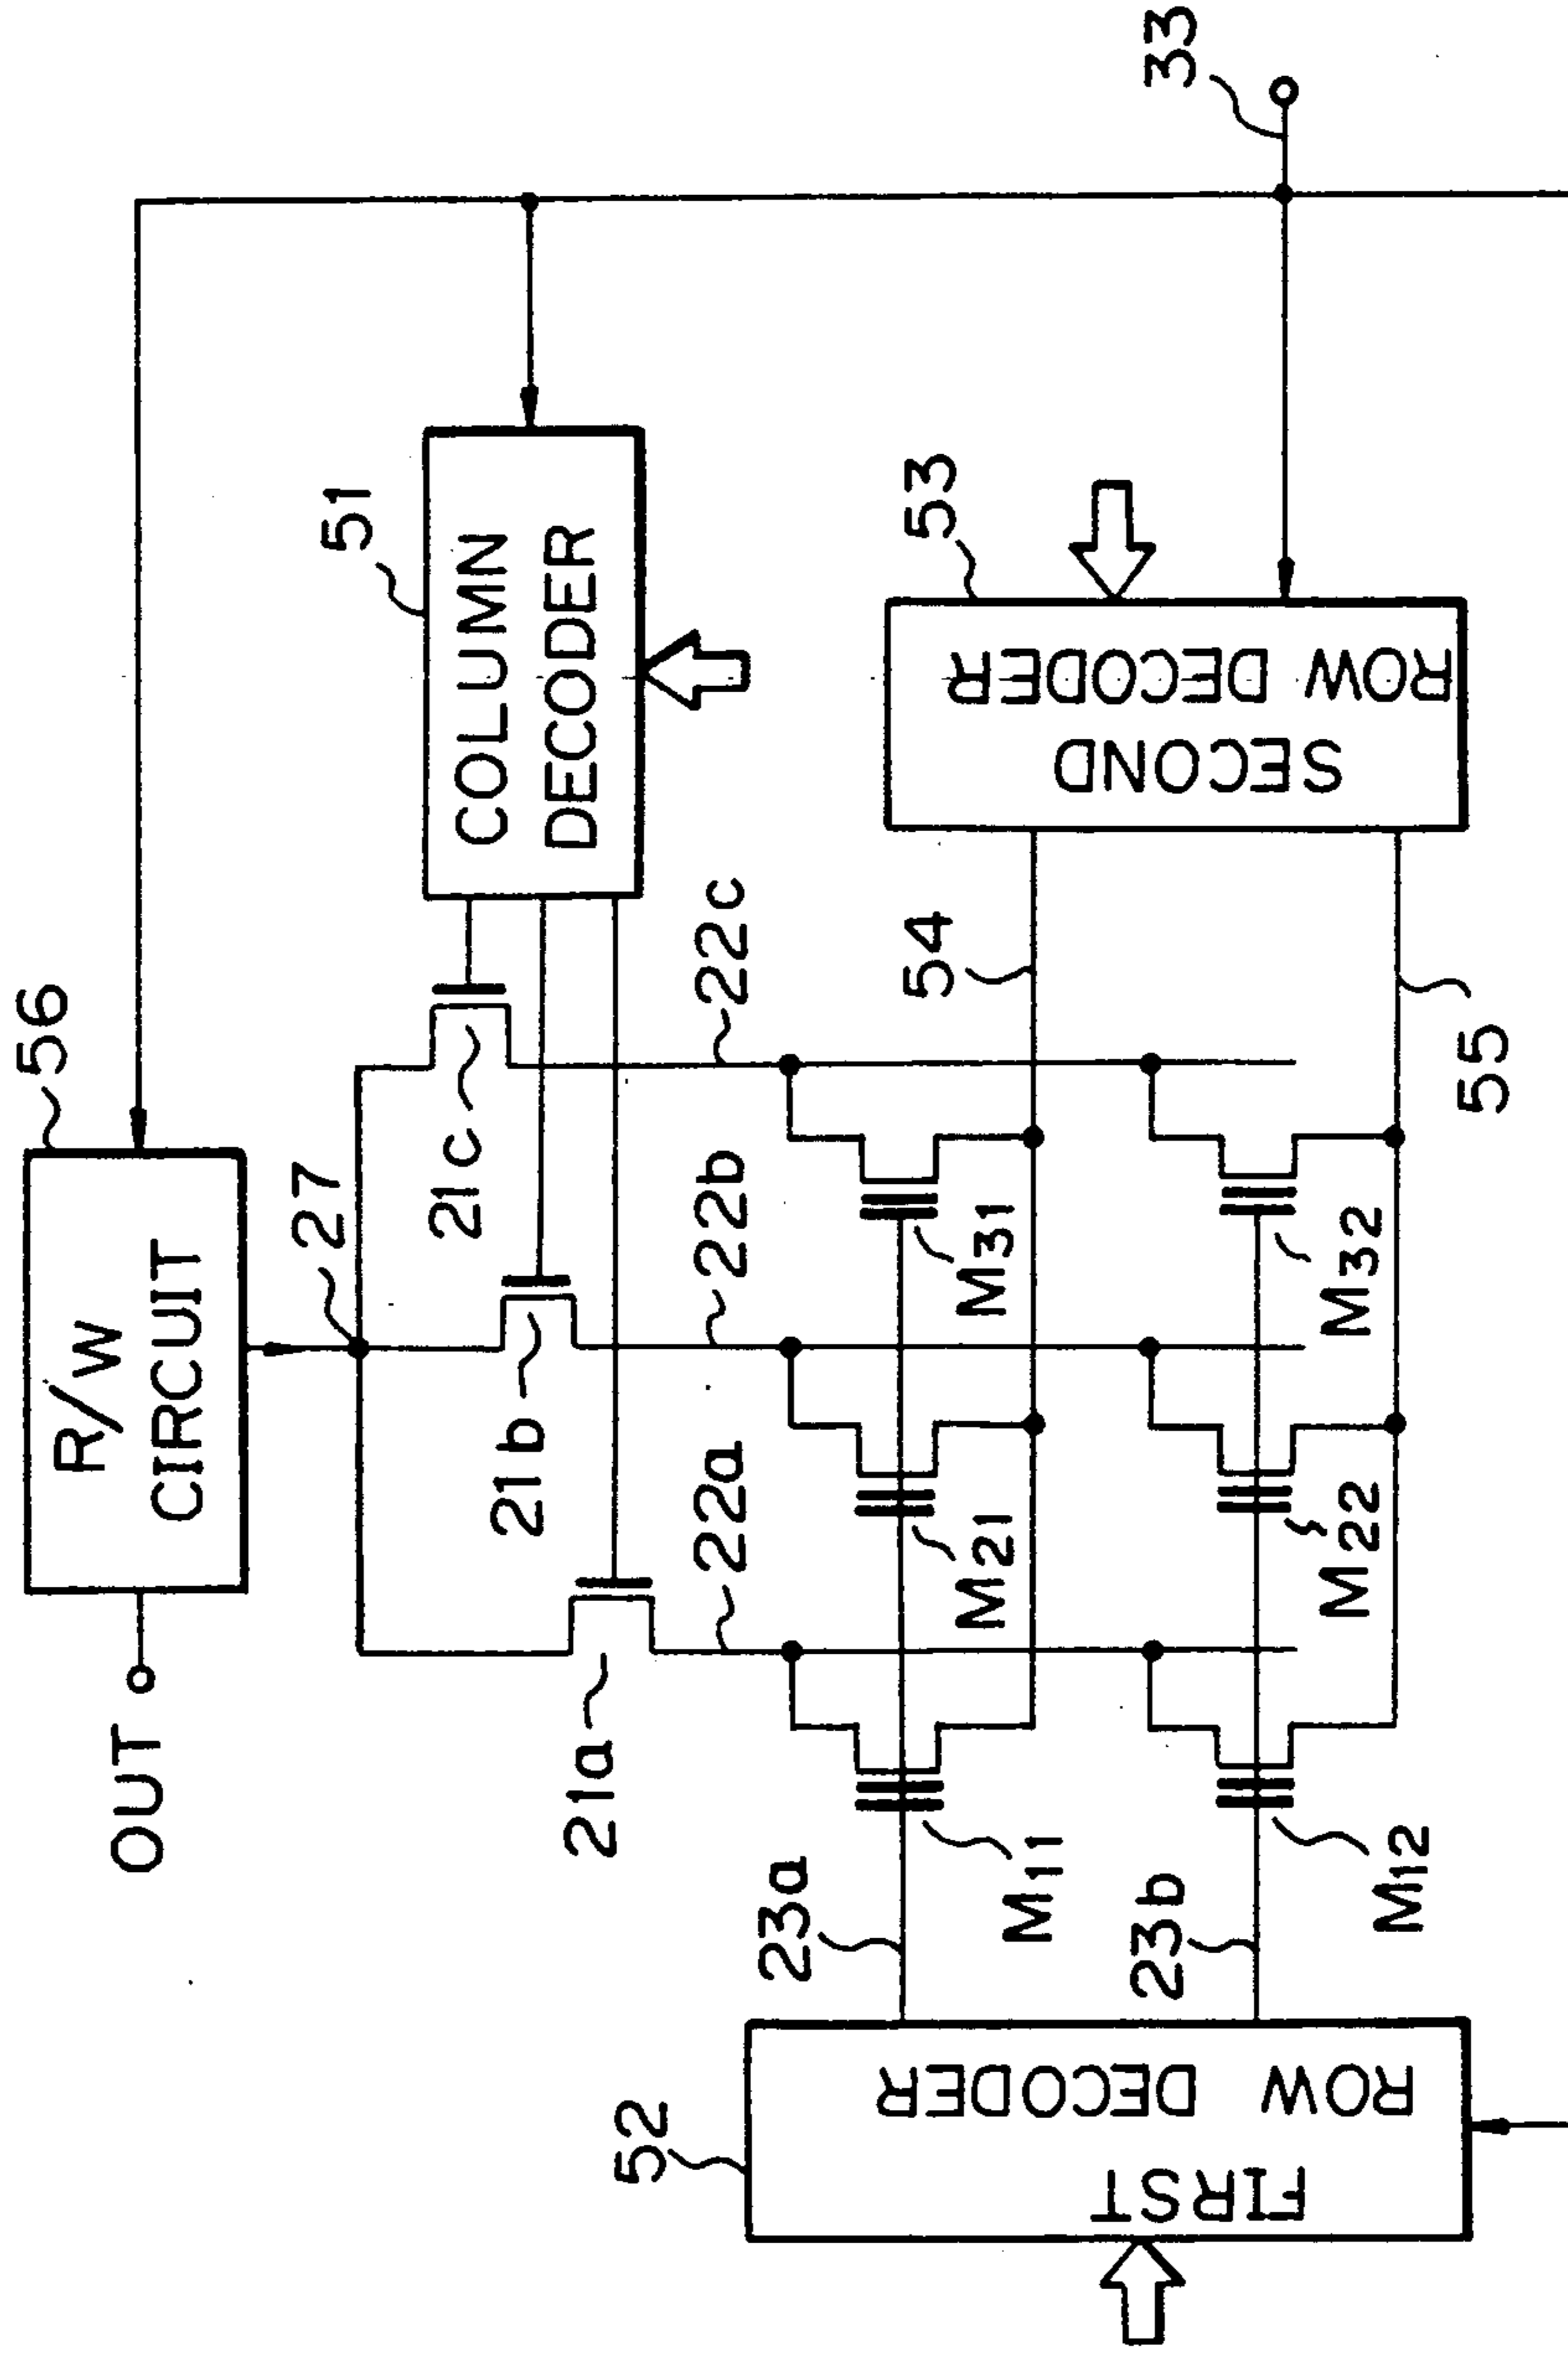 OUT
R/W
CIRCUIT
56
27
21a
21b
21c
51
COLUMN
DECODER
22a
22b
22c
52
FIRST
ROW DECODER
23a
23b
M11
M21
M31
M12
M22
M32
54
55
53
SECOND
ROW DECODER
33